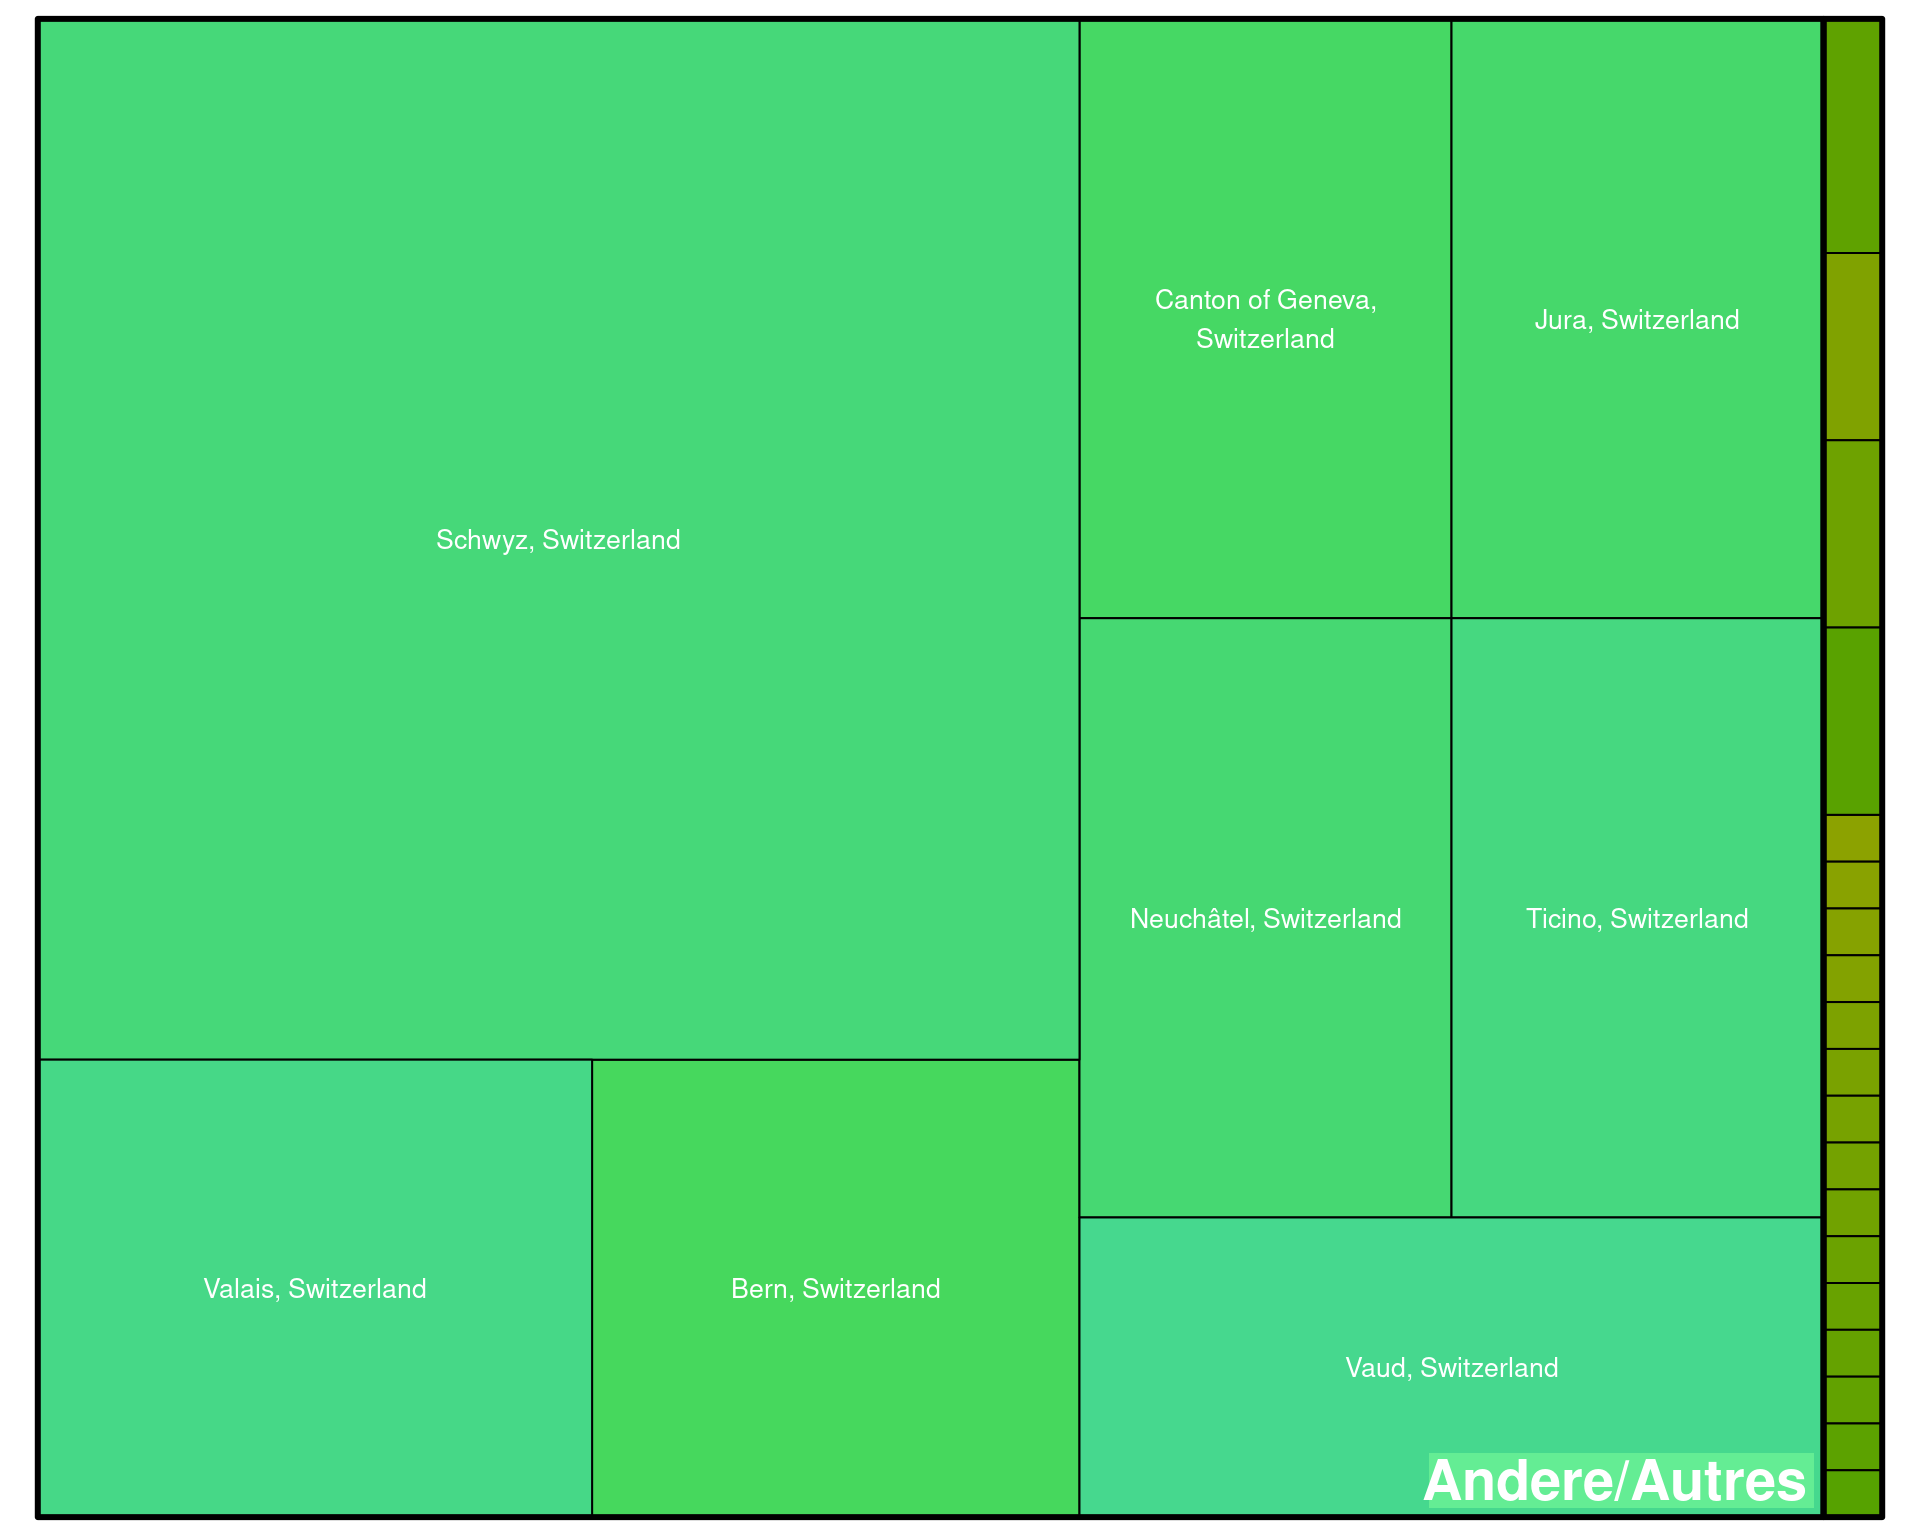 Schwyz, Switzerland
Canton of Geneva,
Switzerland
Jura, Switzerland
Neuchâtel, Switzerland
Ticino, Switzerland
Valais, Switzerland
Bern, Switzerland
Vaud, Switzerland
Andere/Autres